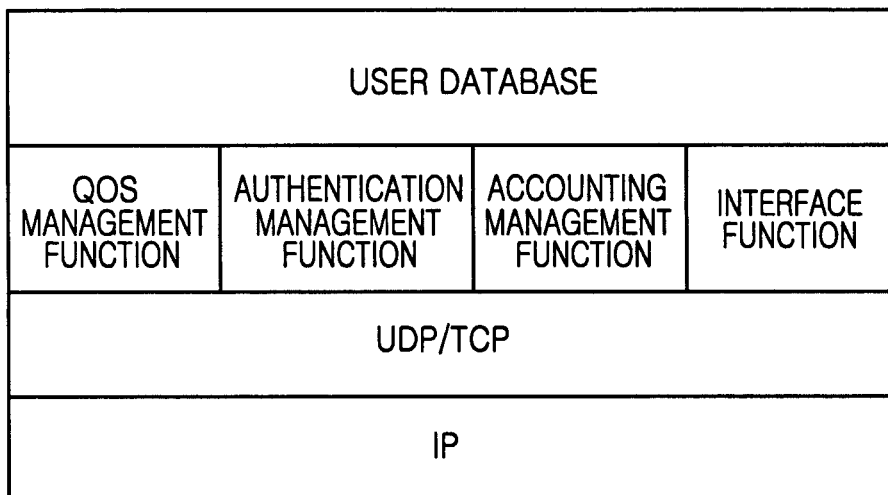 USER DATABASE
QOS
MANAGEMENT
FUNCTION
AUTHENTICATION
MANAGEMENT
FUNCTION
ACCOUNTING
MANAGEMENT
FUNCTION
INTERFACE
FUNCTION
UDP/TCP
IP